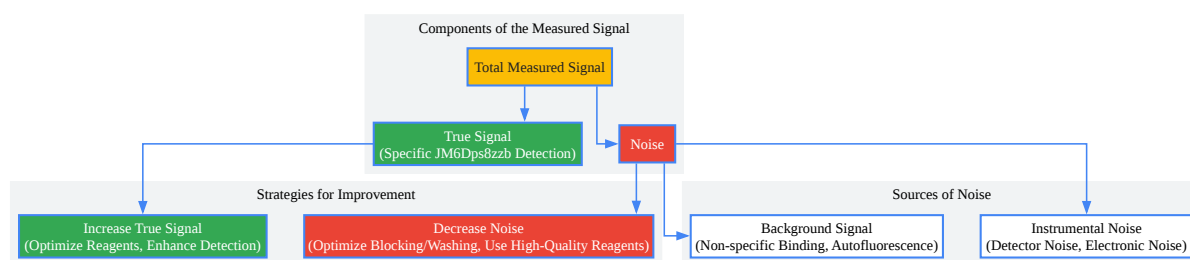 Components of the Measured Signal
Total Measured Signal
True Signal
(Specific JM6Dps8zzb Detection)
Noise
Strategies for Improvement
Sources of Noise
Increase True Signal
(Optimize Reagents, Enhance Detection)
Decrease Noise
(Optimize Blocking/Washing, Use High-Quality Reagents)
Background Signal
(Non-specific Binding, Autofluorescence)
Instrumental Noise
(Detector Noise, Electronic Noise)